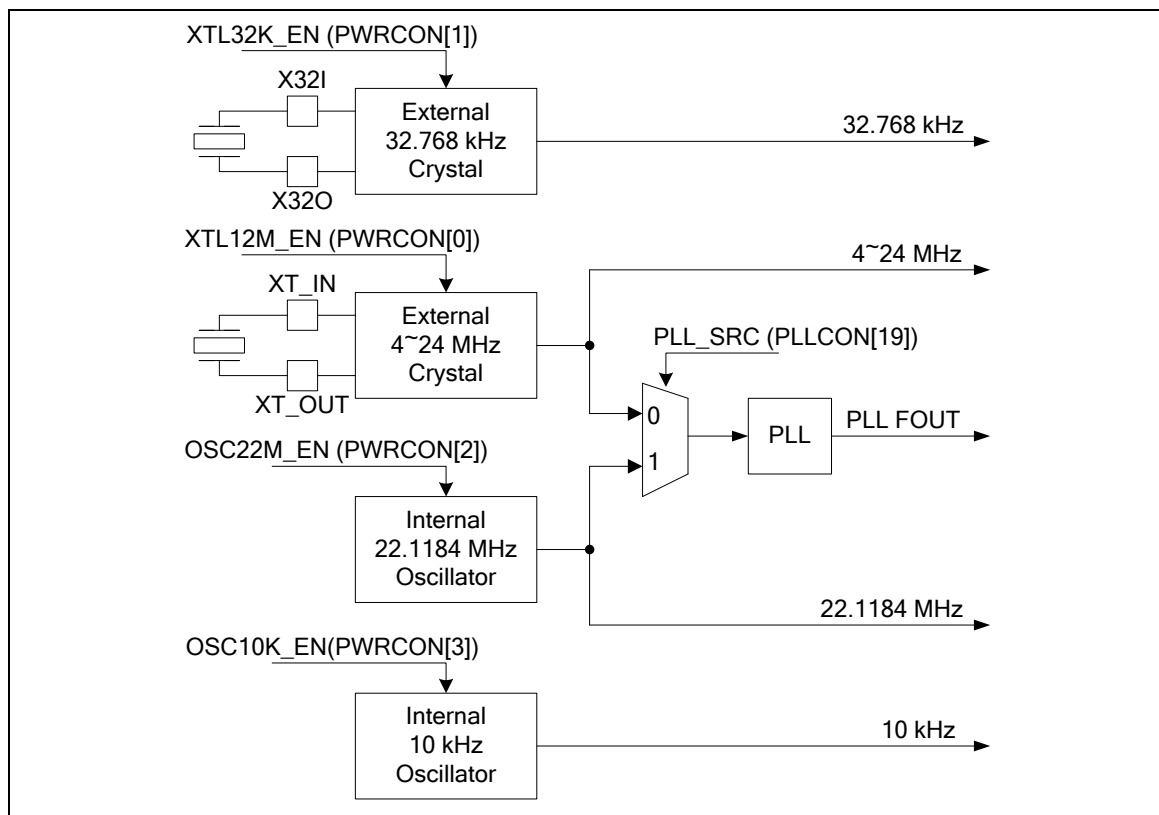 XTL32K_EN (PWRCON[1])
X32I
External
32.768 kHz
Crystal
32.768 kHz
X32O
XTL12M_EN (PWRCON[0])
4~24 MHz
XT_IN
External
4~24 MHz
Crystal
PLL_SRC (PLLCON[19])
XT_OUT
0
1
PLL
PLL FOUT
OSC22M_EN (PWRCON[2])
Internal
22.1184 MHz
Oscillator
22.1184 MHz
OSC10K_EN(PWRCON[3])
Internal
10 kHz
Oscillator
10 kHz